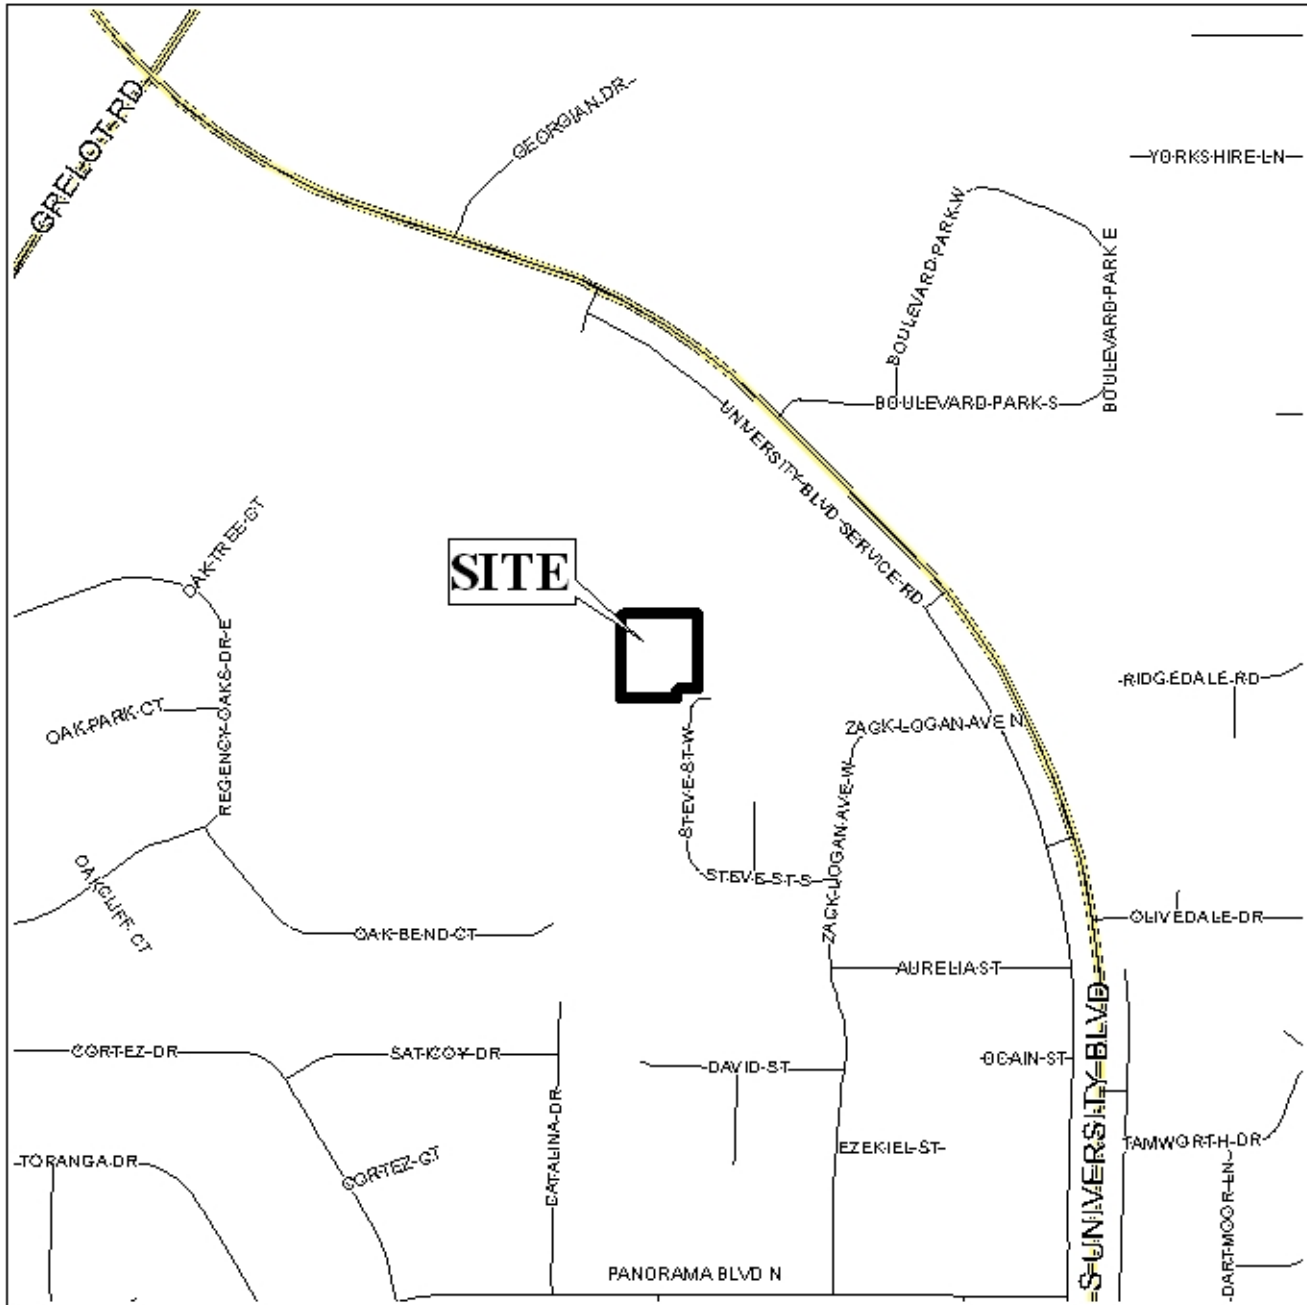 GRELOT RD
GEORGIAN DR
YORKSHIRE LN
BOULEVARD PARK W
BOULEVARD PARK E
BOULEVARD PARK S
UNIVERSITY BLVD SERVICE RD
OAK TREE CT
SITE
REGENCY OAKS DR E
OAK PARK CT
RIDGEDALE RD
ZACK LOGAN AVE N
STEVE ST W
ZACK LOGAN AVE W
OAKCLIFF CT
STEVE ST S
OLIVEDALE DR
OAK BEND CT
AURELIA ST
S UNIVERSITY BLVD
CORTEZ DR
SATICOY DR
DAVID ST
OCAIN ST
CATALINA DR
EZEKIEL ST
TAMWORTH DR
TORANGA DR
CORTEZ CT
DARTMOOR LN
PANORAMA BLVD N